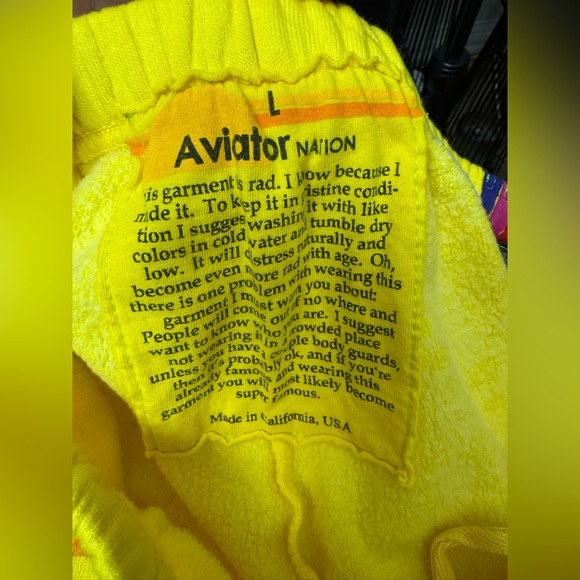 L
Aviator NATION
is garment is rad. I know because I
made it. To keep it in pristine condi-
tion I suggest washing it with like
colors in cold water and tumble dry
low. It will distress naturally and
become even more rad with age. Oh,
there is one problem with wearing this
garment I must warn you about:
People will come out of no where and
want to know who you are. I suggest
not wearing it in crowded place
unless you have a couple body guards,
then it's probably ok, and if you're
already famous and wearing this
garment you will most likely become
super famous.
Made in California, USA